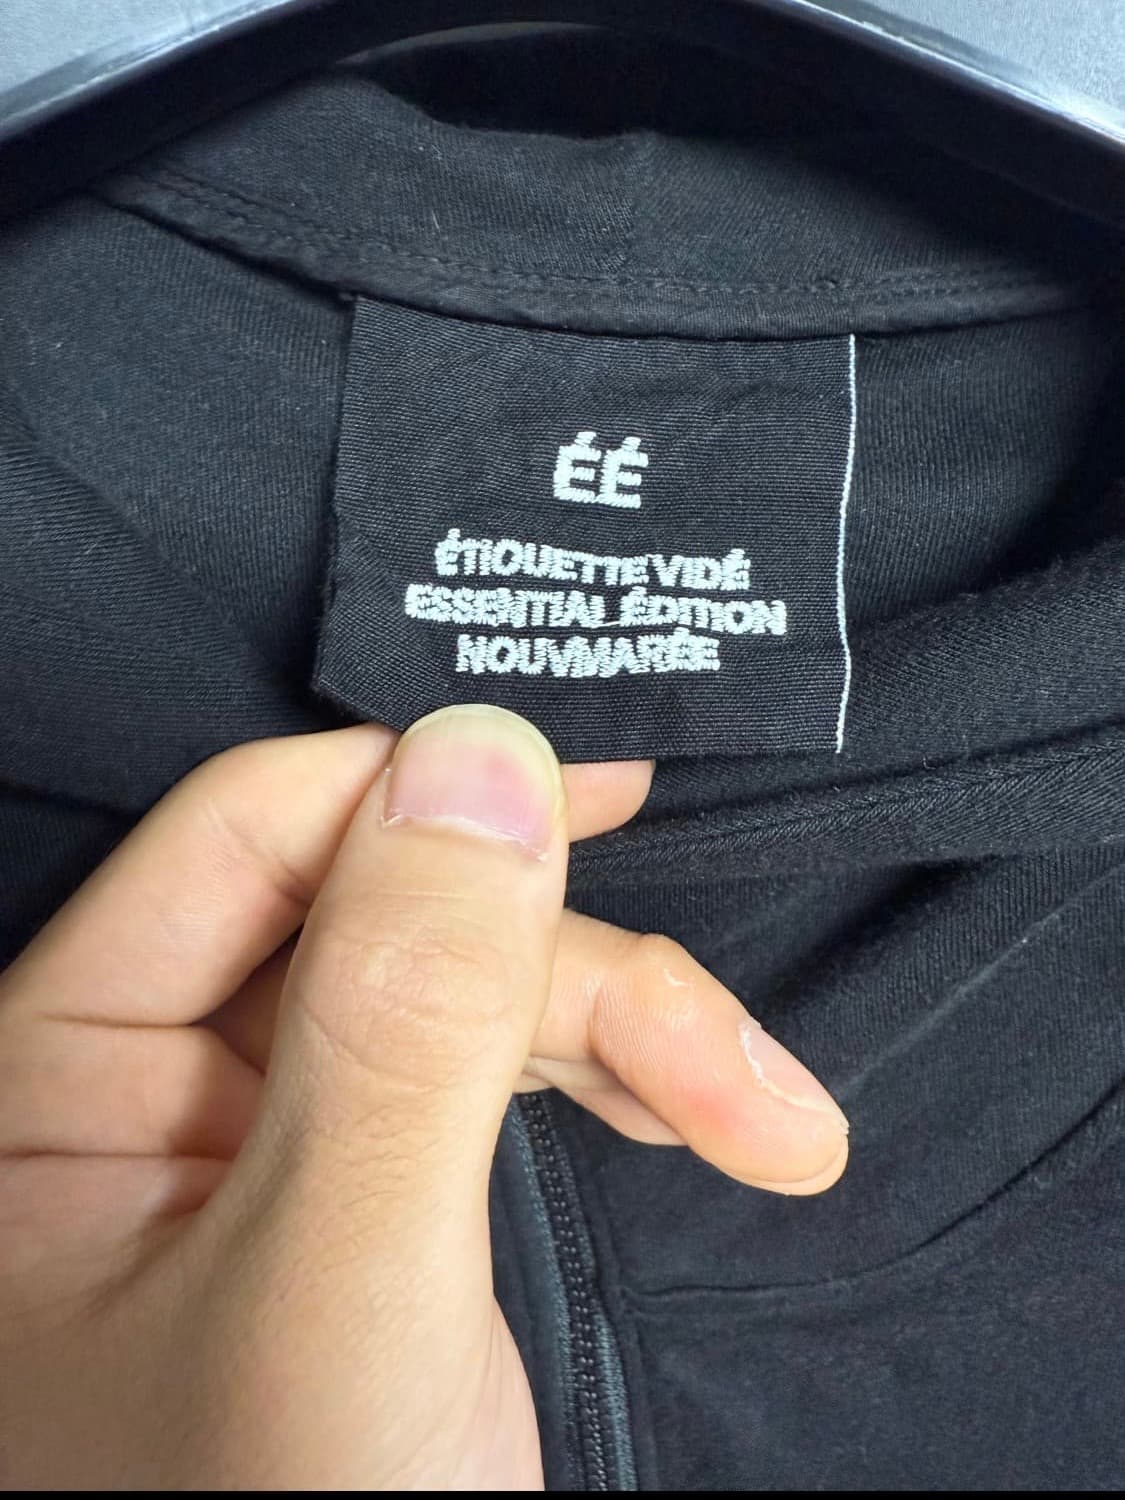 ÉÉ
ÉTIQUETTE VIDÉ
ESSENTIAL ÉDITION
NOUVMARÉE